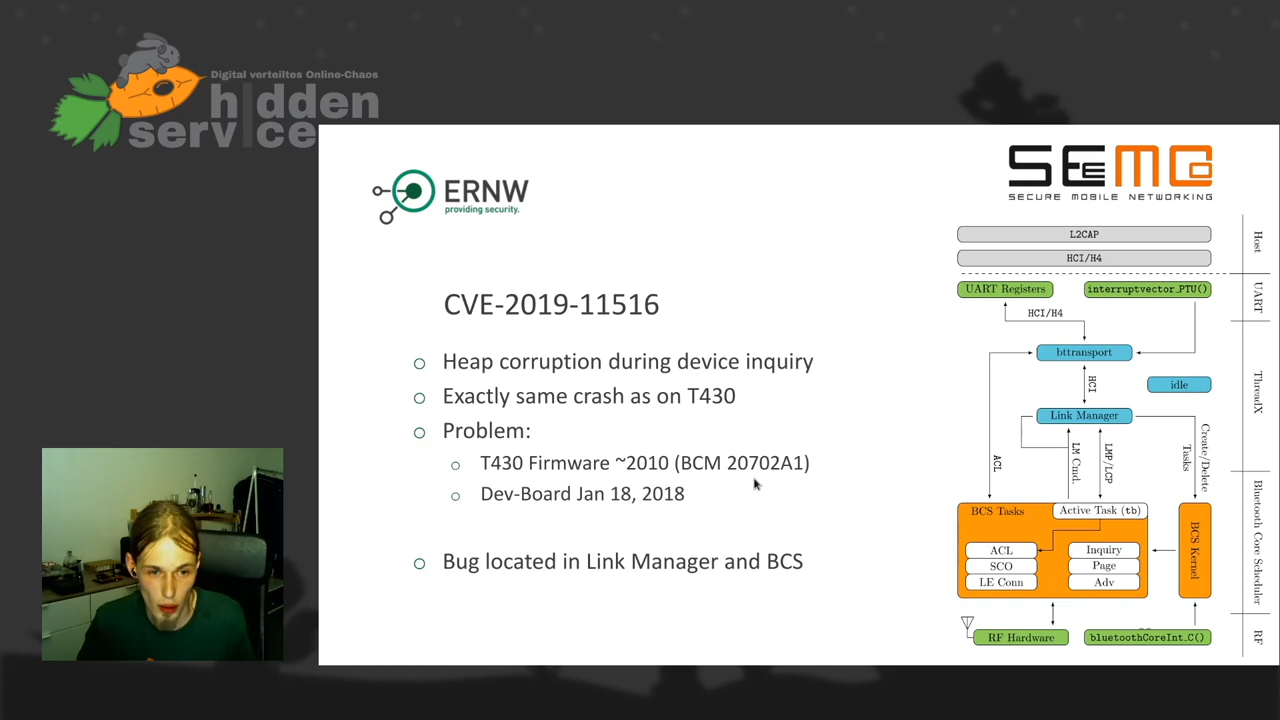 Digital verteiltes Online-Chaos
hidden
service
ERNW
providing security.
SEEMOO
SECURE MOBILE NETWORKING
CVE-2019-11516
Heap corruption during device inquiry
Exactly same crash as on T430
Problem:
T430 Firmware ~2010 (BCM 20702A1)
Dev-Board Jan 18, 2018
Bug located in Link Manager and BCS
L2CAP
HCI/H4
Host
UART Registers
interruptvector_PTU()
UART
HCI/H4
bttransport
HCI
idle
ThreadX
Link Manager
ACL
LM Cmd.
LMP/LCP
Create/Delete
Tasks
BCS Tasks
Active Task (tb)
ACL
SCO
LE Conn
Inquiry
Page
Adv
BCS Kernel
Bluetooth Core Scheduler
RF Hardware
bluetoothCoreInt_C()
RF